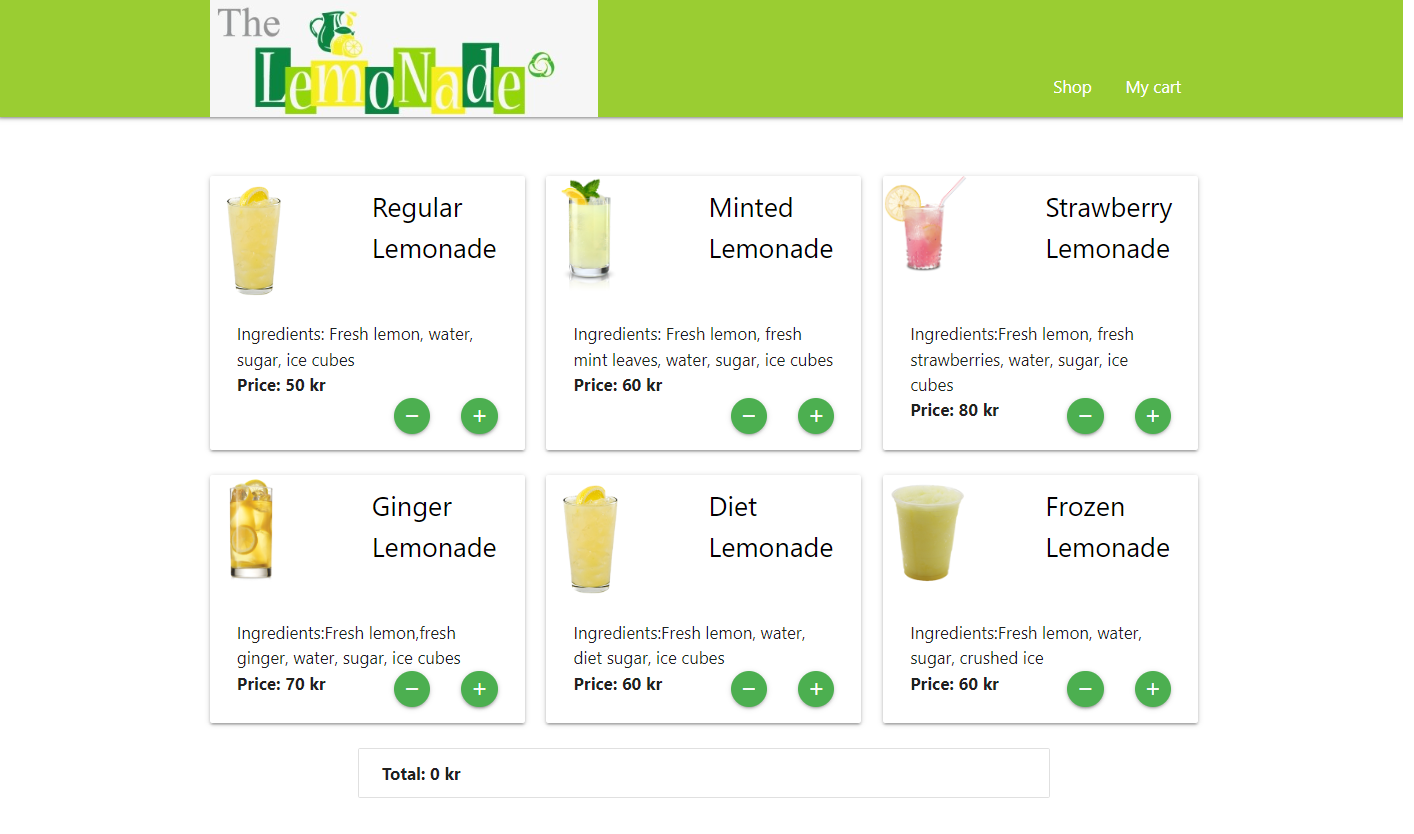 The
LemoNade
Shop
My cart
Regular
Lemonade
Ingredients: Fresh lemon, water,
sugar, ice cubes
Price: 50 kr
Minted
Lemonade
Ingredients: Fresh lemon, fresh
mint leaves, water, sugar, ice cubes
Price: 60 kr
Strawberry
Lemonade
Ingredients:Fresh lemon, fresh
strawberries, water, sugar, ice
cubes
Price: 80 kr
Ginger
Lemonade
Ingredients:Fresh lemon,fresh
ginger, water, sugar, ice cubes
Price: 70 kr
Diet
Lemonade
Ingredients:Fresh lemon, water,
diet sugar, ice cubes
Price: 60 kr
Frozen
Lemonade
Ingredients:Fresh lemon, water,
sugar, crushed ice
Price: 60 kr
Total: 0 kr